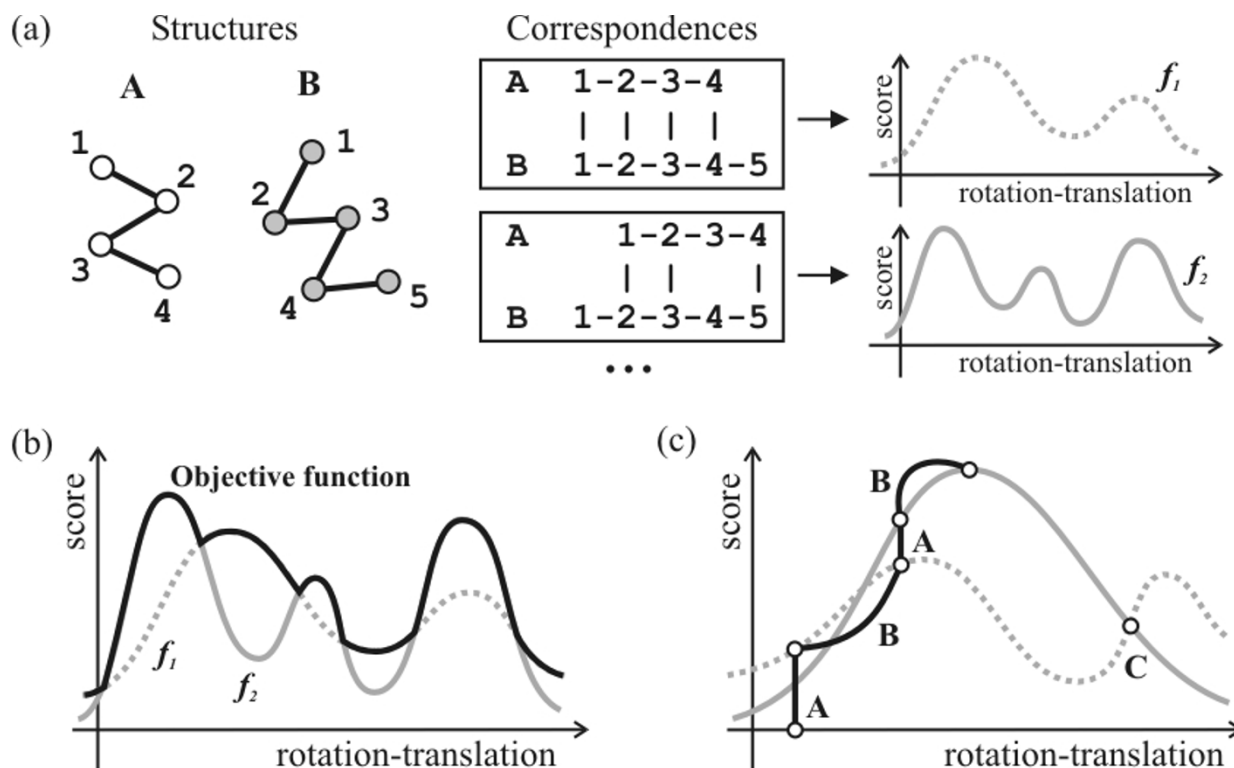 (a)
Structures
A
B
1
2
3
4
1
2
3
4
5
Correspondences
A 1-2-3-4
| | | |
B 1-2-3-4-5
A 1-2-3-4
| | |
B 1-2-3-4-5
...
score
f1
rotation-translation
score
f2
rotation-translation
(b)
score
Objective function
f1
f2
rotation-translation
(c)
score
B
A
B
A
C
rotation-translation